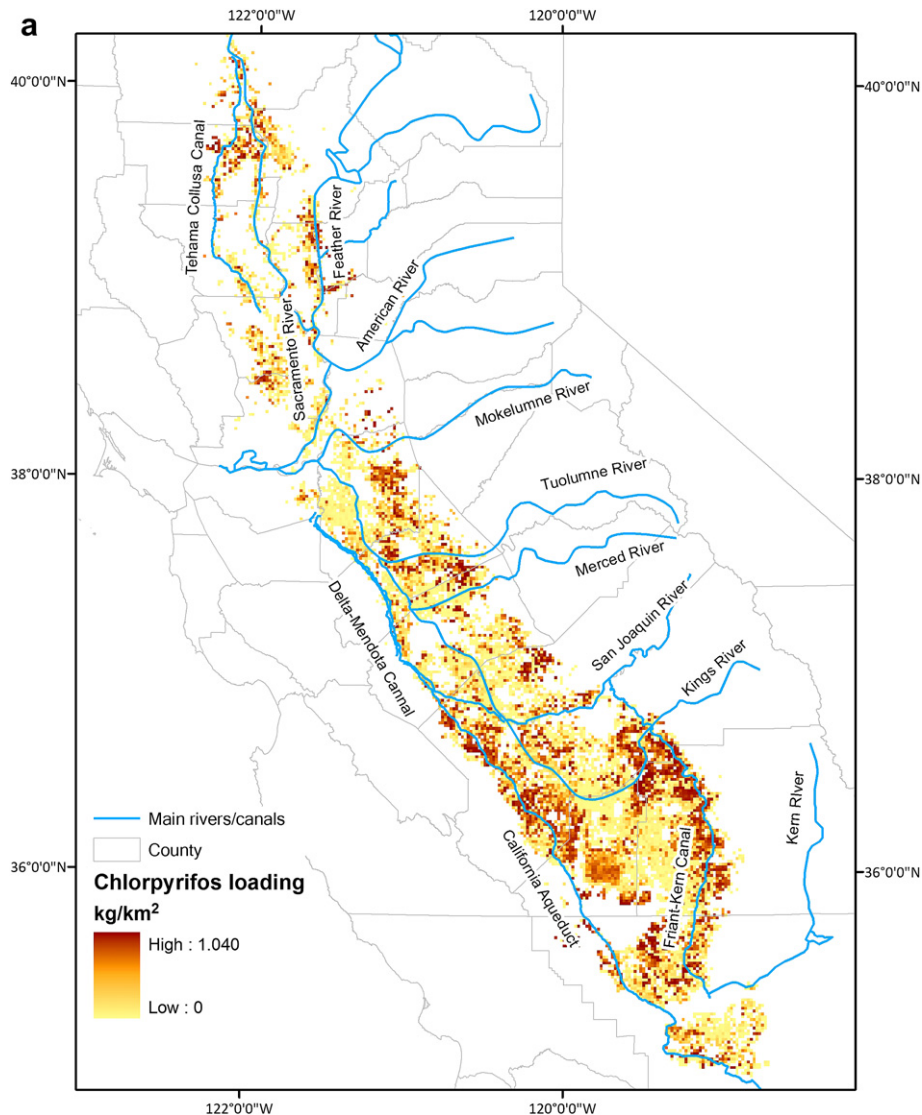 a
122°0'0"W
120°0'0"W
40°0'0"N
40°0'0"N
Tehama Collusa Canal
Feather River
American River
Sacramento River
Mokelumne River
38°0'0"N
38°0'0"N
Tuolumne River
Merced River
Delta-Mendota Cannal
San Joaquin River
Kings River
Kern RIver
Main rivers/canals
County
36°0'0"N
36°0'0"N
California Aqueduct
Friant-Kern Canal
Chlorpyrifos loading
kg/km²
High : 1.040
Low : 0
122°0'0"W
120°0'0"W